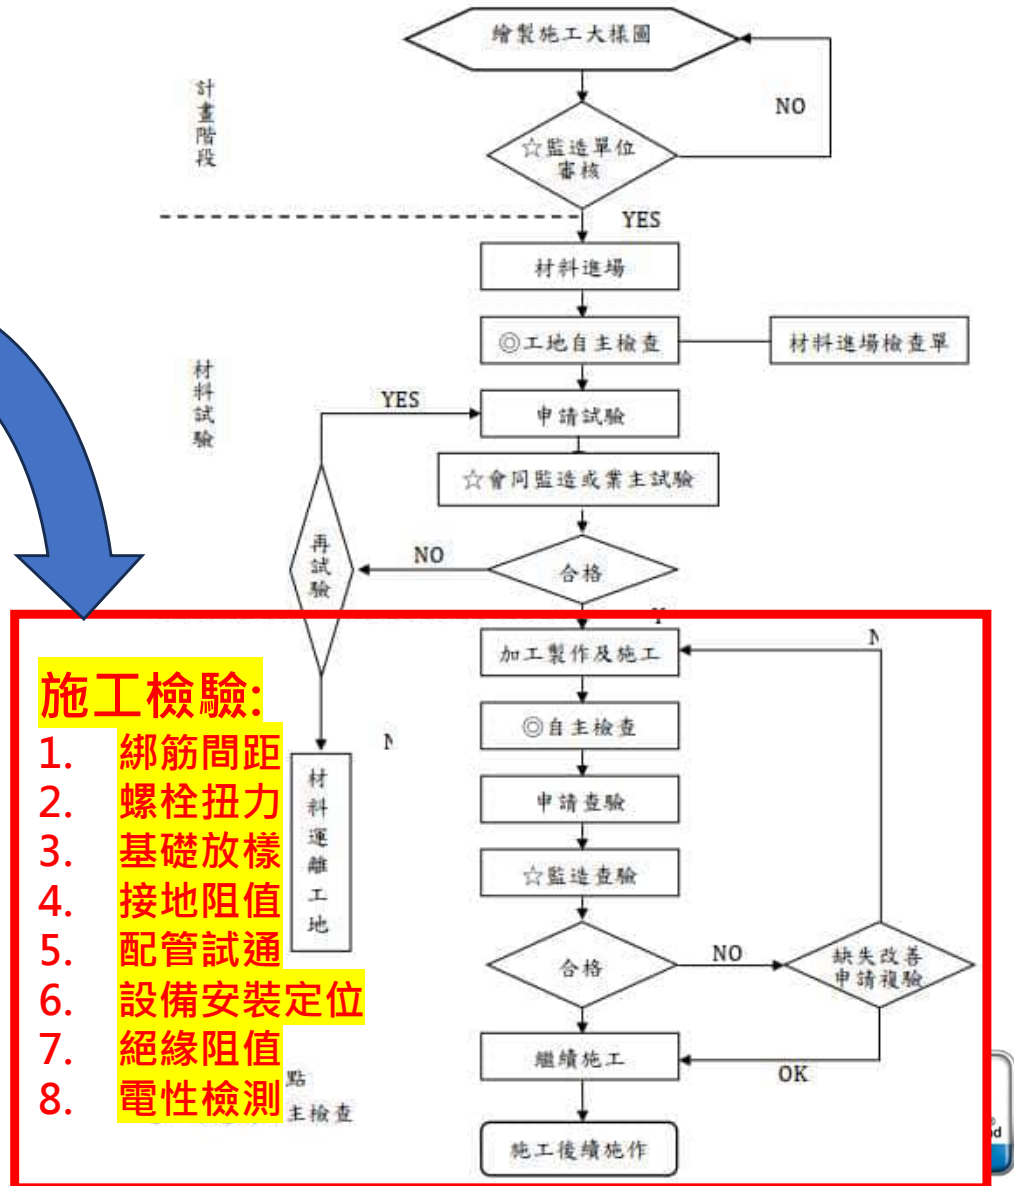 繪製施工大樣圖
計畫階段
NO
☆監造單位
審核
YES
材料進場
◎工地自主檢查
材料進場檢查單
材料試驗
YES
申請試驗
☆會同監造或業主試驗
再試驗
NO
合格
加工製作及施工
N
施工檢驗:
1. 綁筋間距
2. 螺栓扭力
3. 基礎放樣
4. 接地阻值
5. 配管試通
6. 設備安裝定位
7. 絕緣阻值
8. 電性檢測
N
材料運離工地
◎自主檢查
申請查驗
☆監造查驗
合格
NO
缺失改善
申請複驗
繼續施工
OK
點
主檢查
施工後續施作